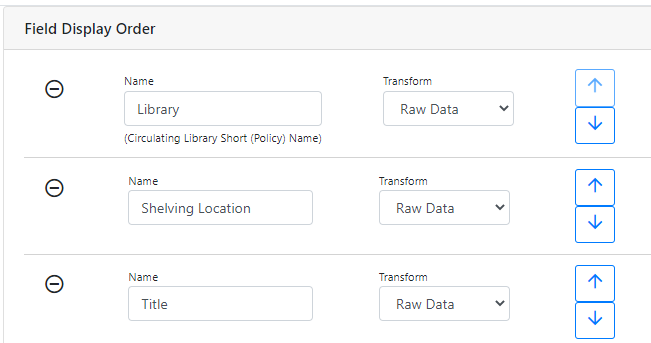 Field Display Order
Name Transform
Library Raw Data
(Circulating Library Short (Policy) Name)
Name Transform
Shelving Location Raw Data
Name Transform
Title Raw Data